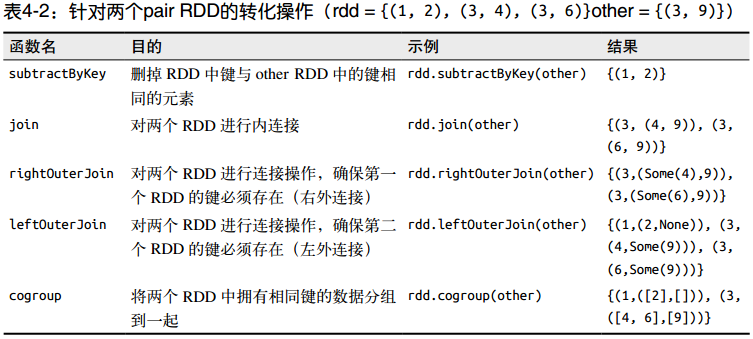 表4-2：针对两个pair RDD的转化操作（rdd = {(1, 2), (3, 4), (3, 6)}other = {(3, 9)}）
函数名 目的 示例 结果
subtractByKey 删掉 RDD 中键与 other RDD 中的键相 rdd.subtractByKey(other) {(1, 2)}
同的元素
join 对两个 RDD 进行内连接 rdd.join(other) {(3, (4, 9)), (3,
(6, 9))}
rightOuterJoin 对两个 RDD 进行连接操作，确保第一 rdd.rightOuterJoin(other) {(3,(Some(4),9)),
个 RDD 的键必须存在（右外连接） (3,(Some(6),9))}
leftOuterJoin 对两个 RDD 进行连接操作，确保第二 rdd.leftOuterJoin(other) {(1,(2,None)), (3,
个 RDD 的键必须存在（左外连接） (4,Some(9))), (3,
(6,Some(9)))}
cogroup 将两个 RDD 中拥有相同键的数据分组 rdd.cogroup(other) {(1,([2],[])), (3,
到一起 ([4, 6],[9]))}